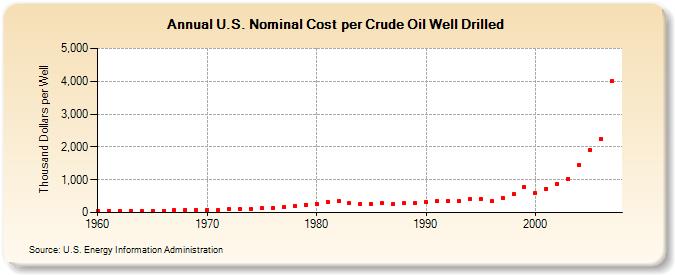 Annual U.S. Nominal Cost per Crude Oil Well Drilled
Thousand Dollars per Well
5,000
4,000
3,000
2,000
1,000
0
1960 1970 1980 1990 2000
Source: U.S. Energy Information Administration